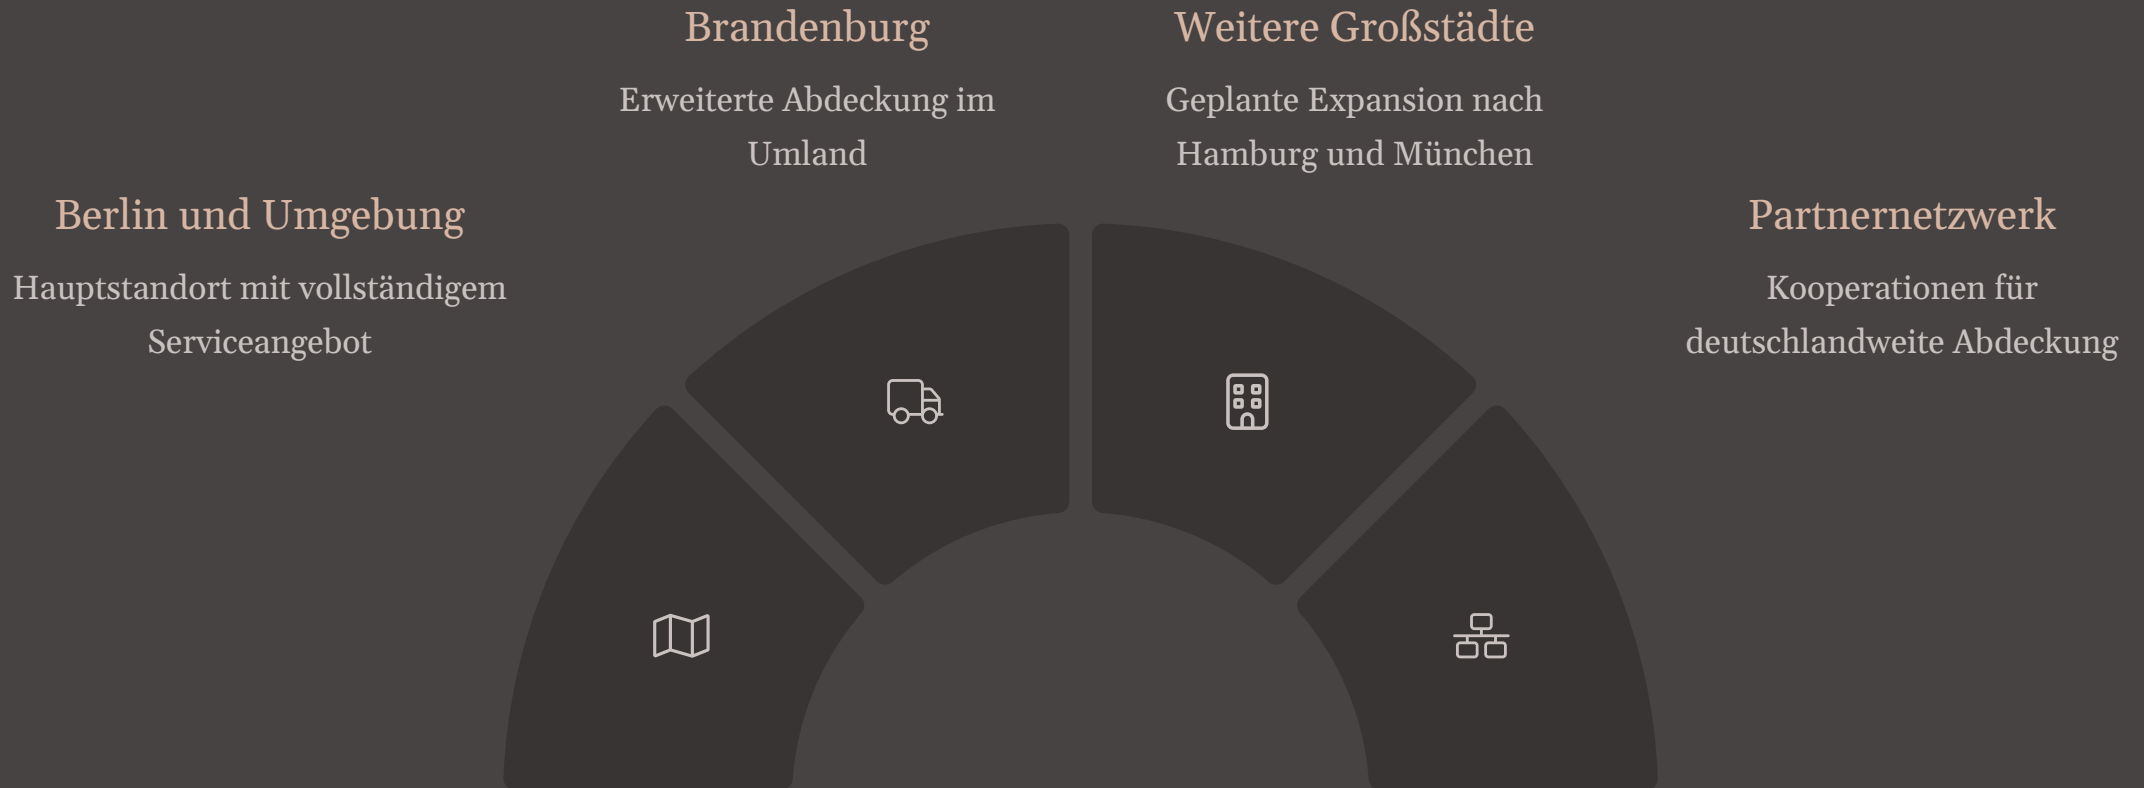 Berlin und Umgebung
Hauptstandort mit vollständigem
Serviceangebot
Brandenburg
Erweiterte Abdeckung im
Umland
Weitere Großstädte
Geplante Expansion nach
Hamburg und München
Partnernetzwerk
Kooperationen für
deutschlandweite Abdeckung